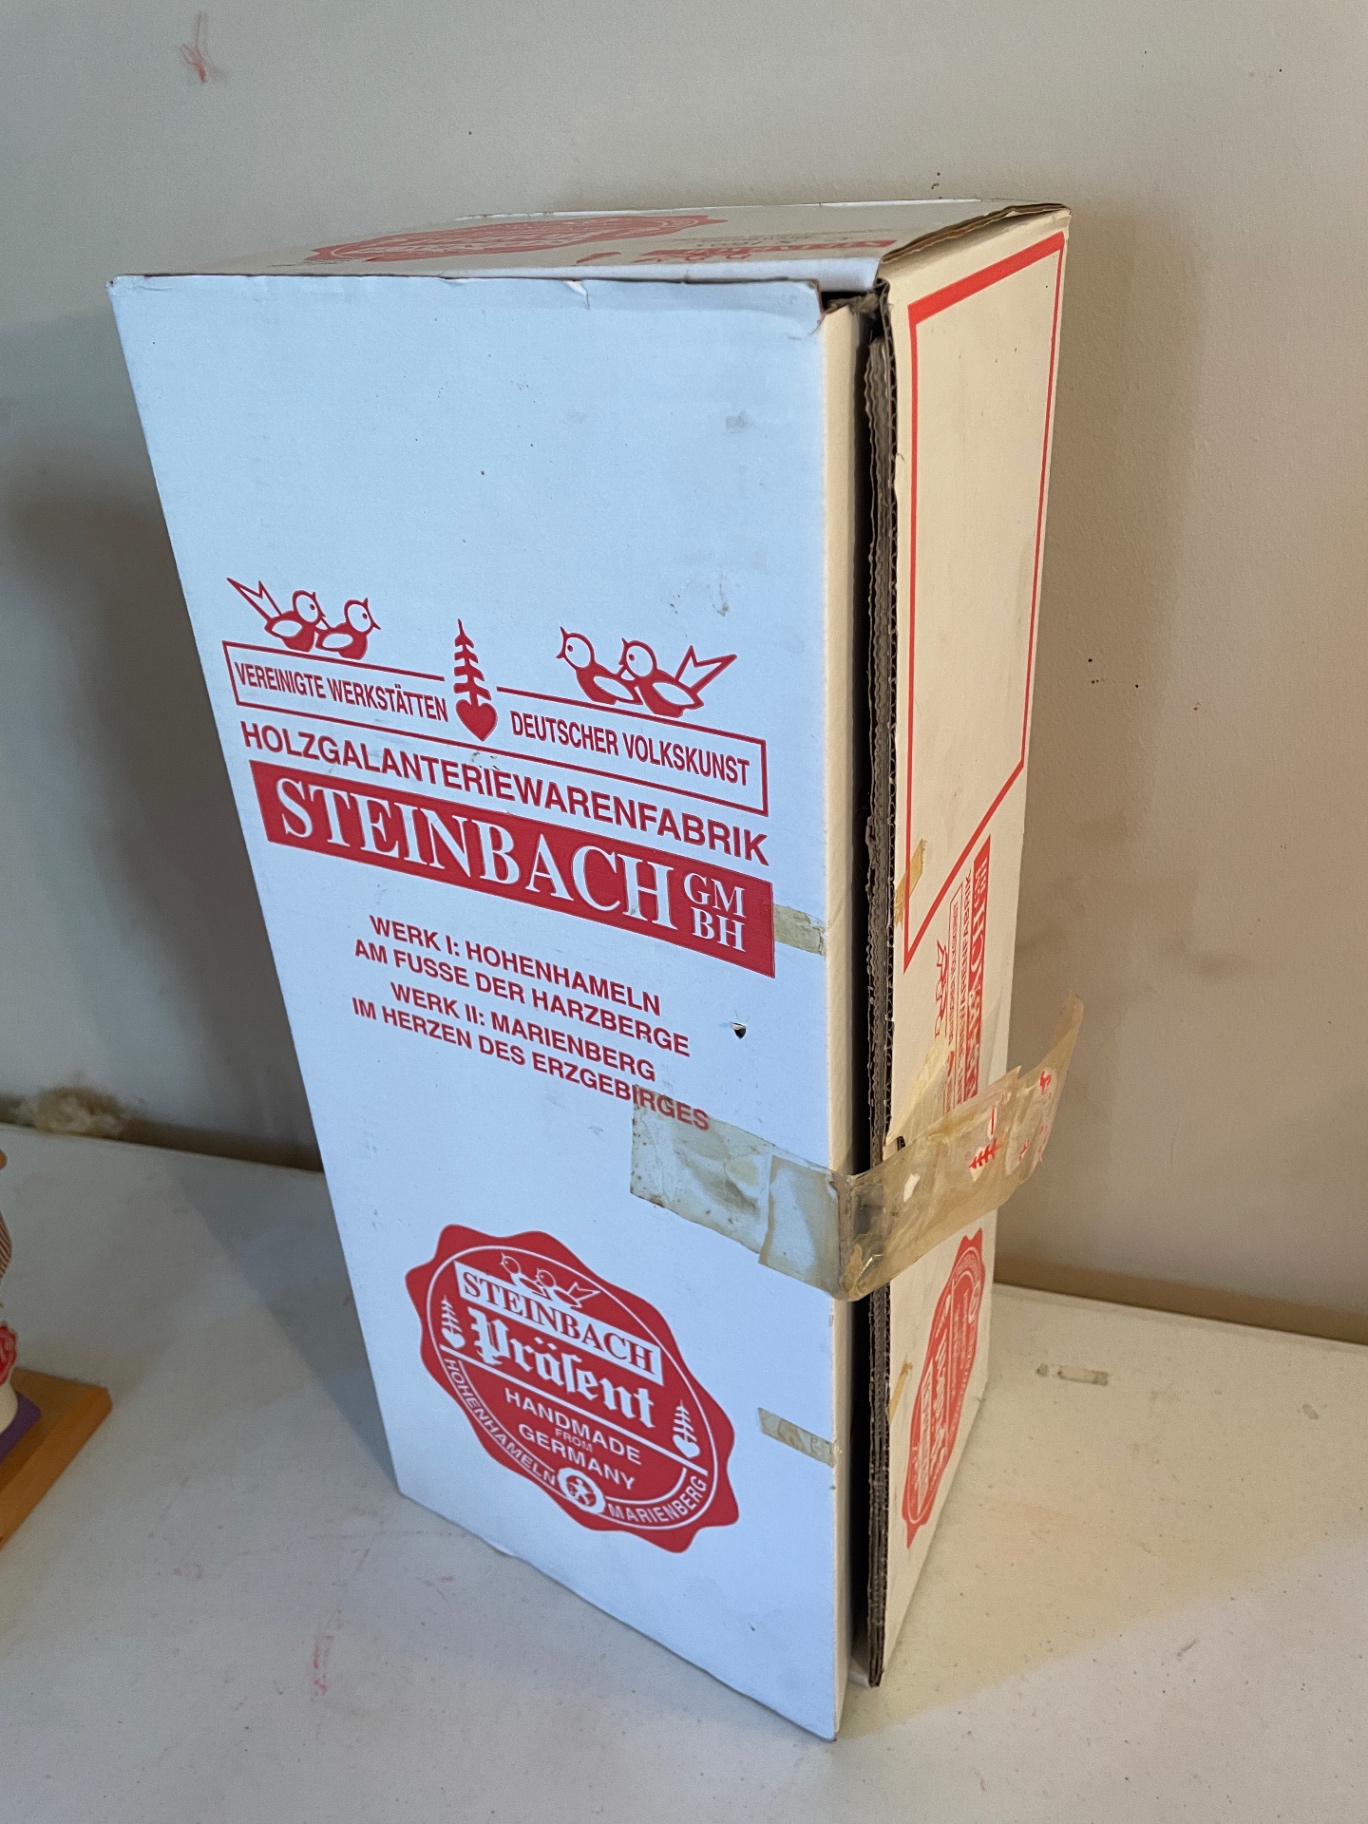 VEREINIGTE WERKSTÄTTEN DEUTSCHER VOLKSKUNST
HOLZGALANTERIEWARENFABRIK
STEINBACH GM
BH
WERK I: HOHENHAMELN
AM FUSSE DER HARZBERGE
WERK II: MARIENBERG
IM HERZEN DES ERZGEBIRGES
STEINBACH
Präsent
HANDMADE
FROM
GERMANY
HOHENHAMELN MARIENBERG